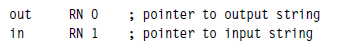 out RN 0 ; pointer to output string
in RN 1 ; pointer to input string